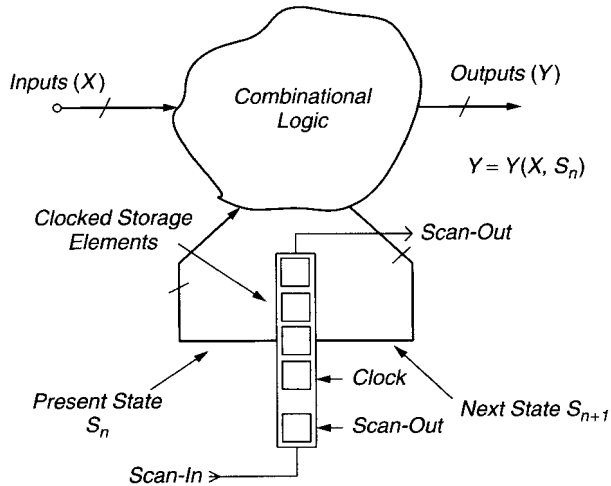 Inputs (X)
Combinational
Logic
Outputs (Y)
Y = Y(X, Sn)
Clocked Storage
Elements
Scan-Out
Clock
Present State
Sn
Next State Sn+1
Scan-Out
Scan-In